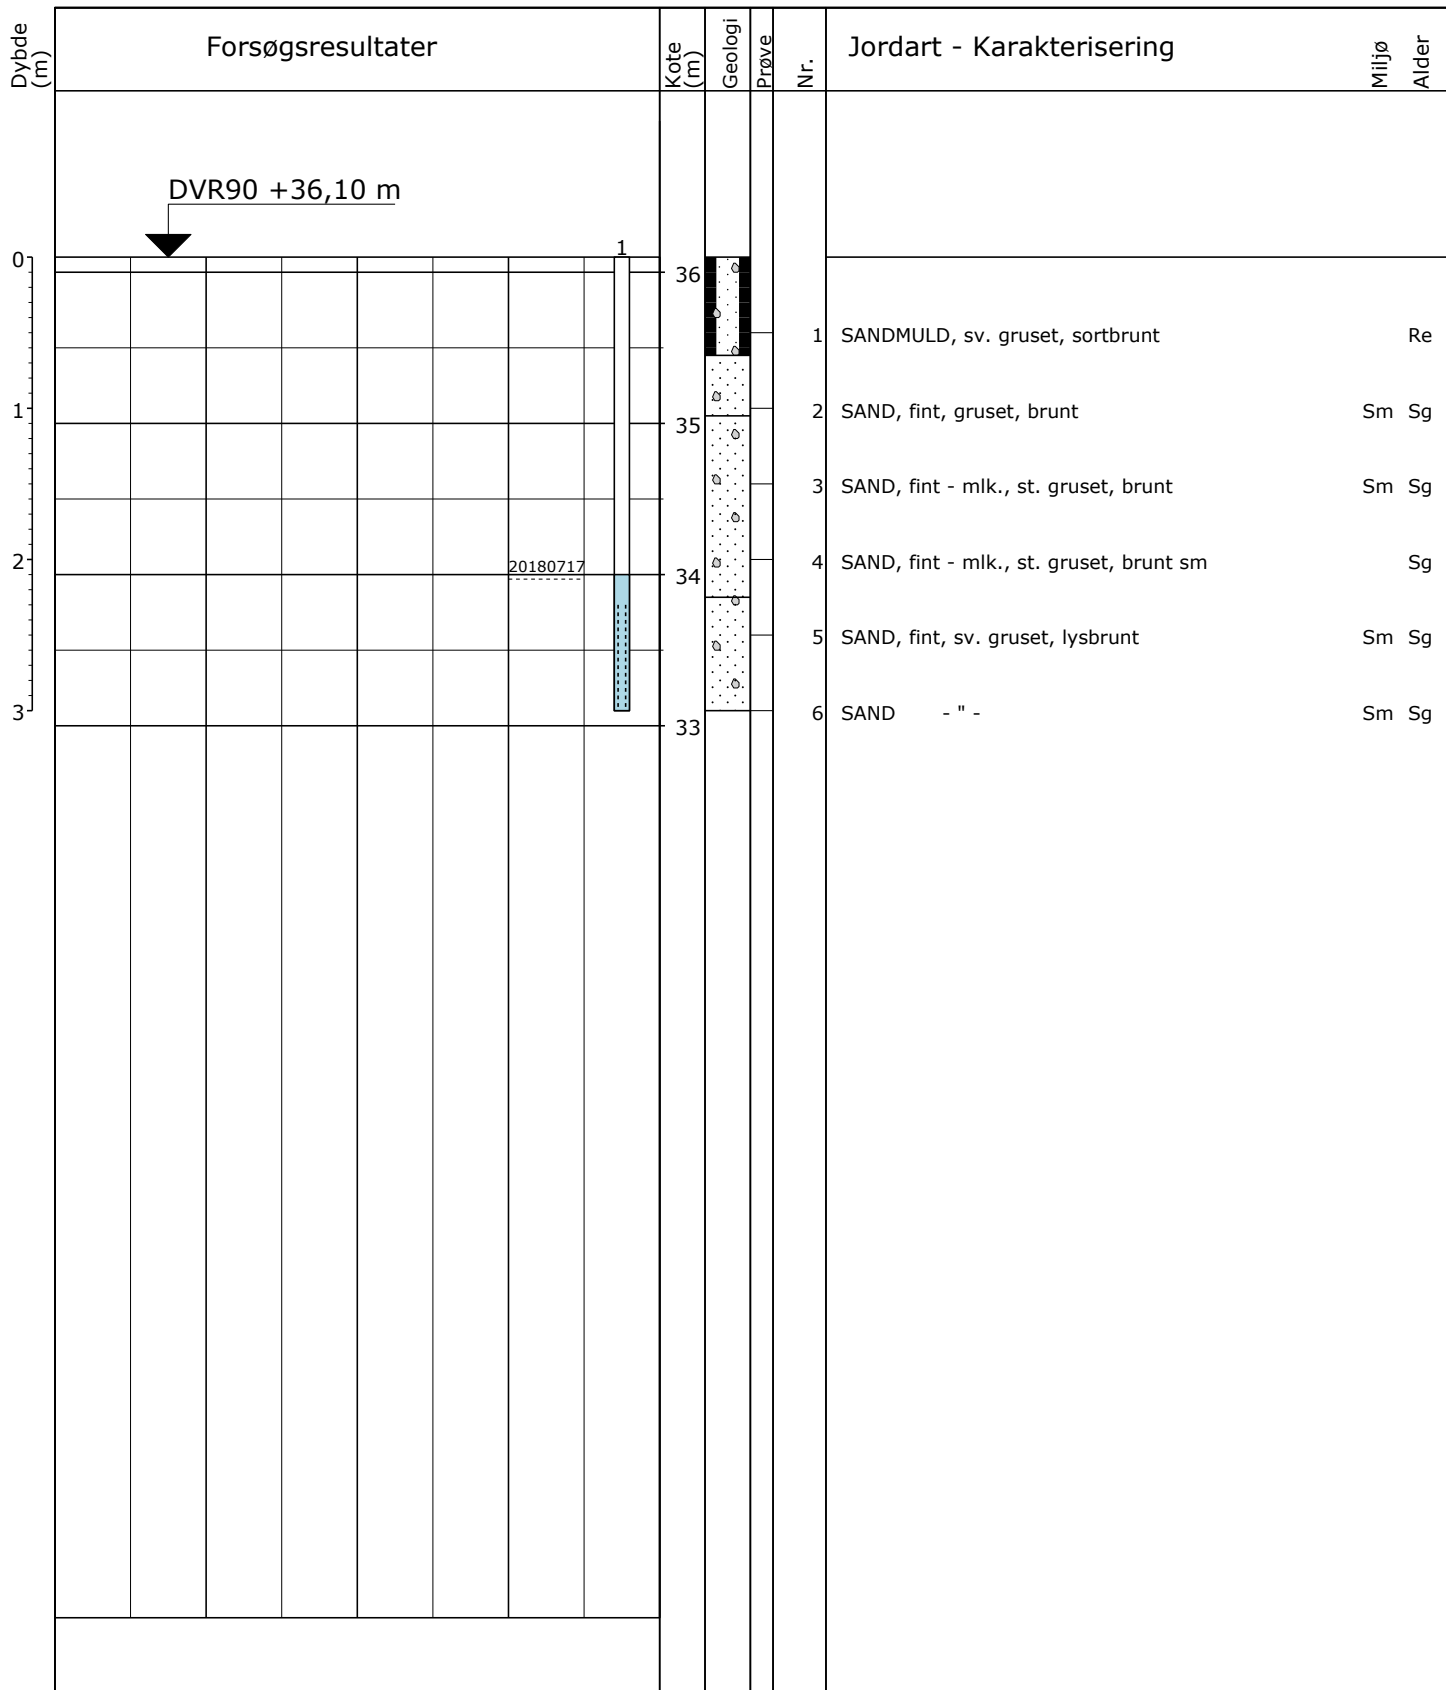 Dybde (m) Forsøgsresultater Kote (m) Geologi Prøve Nr. Jordart - Karakterisering Miljø Alder
DVR90 +36,10 m
1
0
36
1 SANDMULD, sv. gruset, sortbrunt Re
1 2 SAND, fint, gruset, brunt Sm Sg
35
3 SAND, fint - mlk., st. gruset, brunt Sm Sg
2 20180717 4 SAND, fint - mlk., st. gruset, brunt sm Sg
34
5 SAND, fint, sv. gruset, lysbrunt Sm Sg
3 6 SAND - " - Sm Sg
33